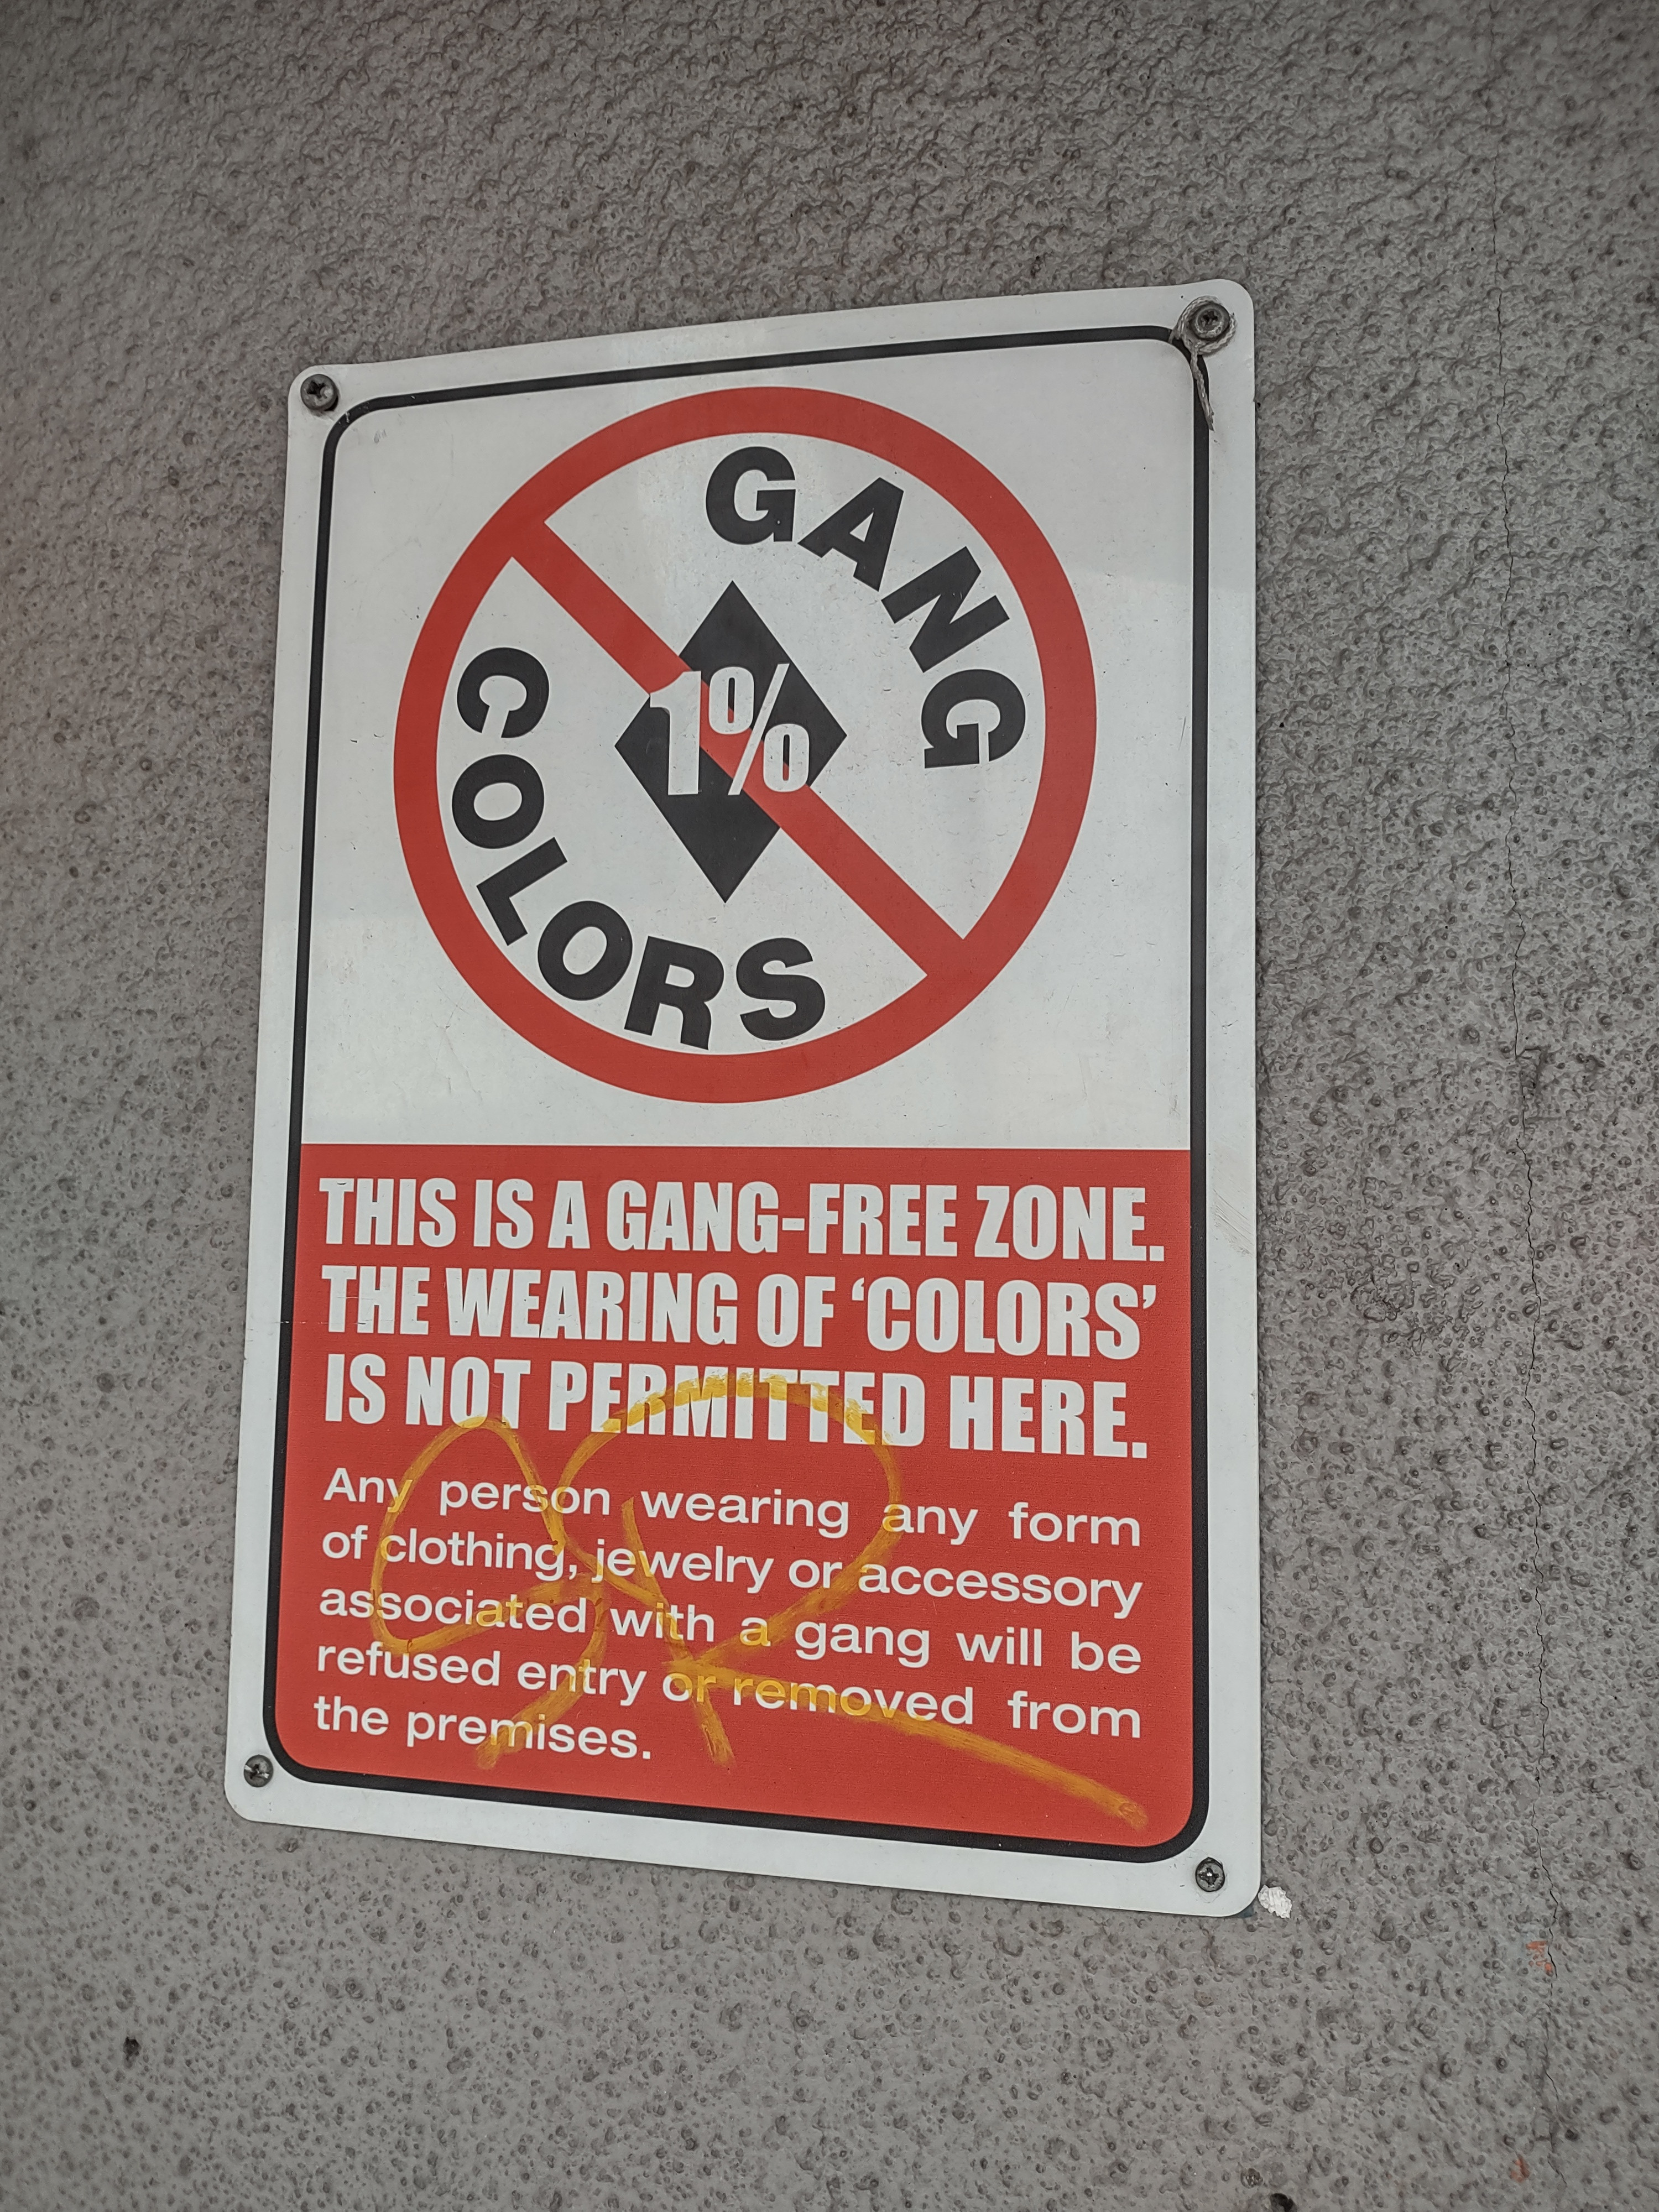 GANG
1%
COLORS
THIS IS A GANG-FREE ZONE.
THE WEARING OF ‘COLORS’
IS NOT PERMITTED HERE.
Any person wearing any form
of clothing, jewelry or accessory
associated with a gang will be
refused entry or removed from
the premises.